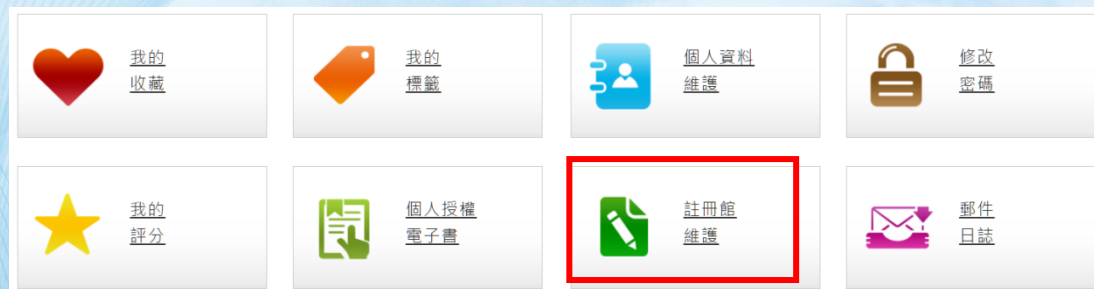 我的
收藏
我的
標籤
個人資料
維護
修改
密碼
我的
評分
個人授權
電子書
註冊館
維護
郵件
日誌